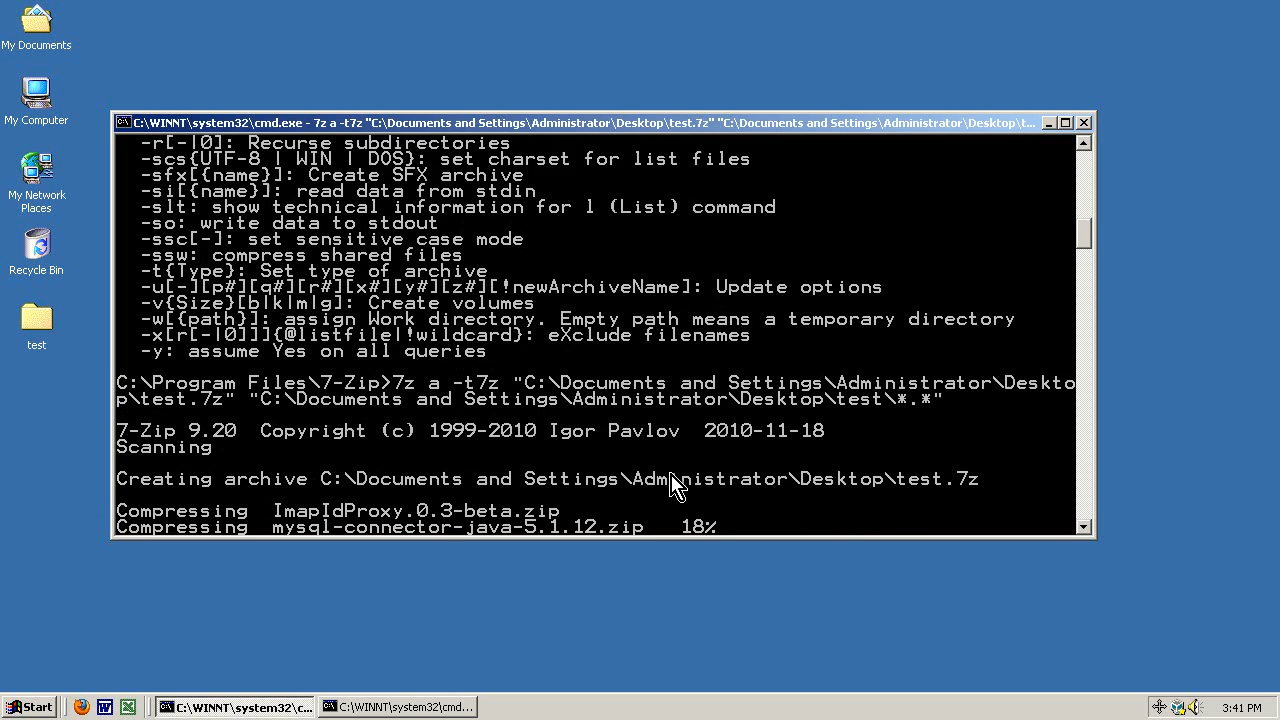 My Documents
My Computer
My Network
Places
Recycle Bin
test
C:\WINNT\system32\cmd.exe - 7z a -t7z "C:\Documents and Settings\Administrator\Desktop\test.7z" "C:\Documents and Settings\Administrator\Desktop\t...
-r[-|0]: Recurse subdirectories
-scs{UTF-8 | WIN | DOS}: set charset for list files
-sfx[{name}]: Create SFX archive
-si[{name}]: read data from stdin
-slt: show technical information for l (List) command
-so: write data to stdout
-ssc[-]: set sensitive case mode
-ssw: compress shared files
-t{Type}: Set type of archive
-u[-][p#][q#][r#][x#][y#][z#][!newArchiveName]: Update options
-v{Size}[b|k|m|g]: Create volumes
-w[{path}]: assign Work directory. Empty path means a temporary directory
-x[r[-|0]]]{@listfile|!wildcard}: eXclude filenames
-y: assume Yes on all queries
C:\Program Files\7-Zip>7z a -t7z "C:\Documents and Settings\Administrator\Deskto
p\test.7z" "C:\Documents and Settings\Administrator\Desktop\test\*.*"
7-Zip 9.20  Copyright (c) 1999-2010 Igor Pavlov  2010-11-18
Scanning
Creating archive C:\Documents and Settings\Administrator\Desktop\test.7z
Compressing  ImapIdProxy.0.3-beta.zip
Compressing  mysql-connector-java-5.1.12.zip   18%
Start
C:\WINNT\system32\c...
C:\WINNT\system32\cmd...
3:41 PM